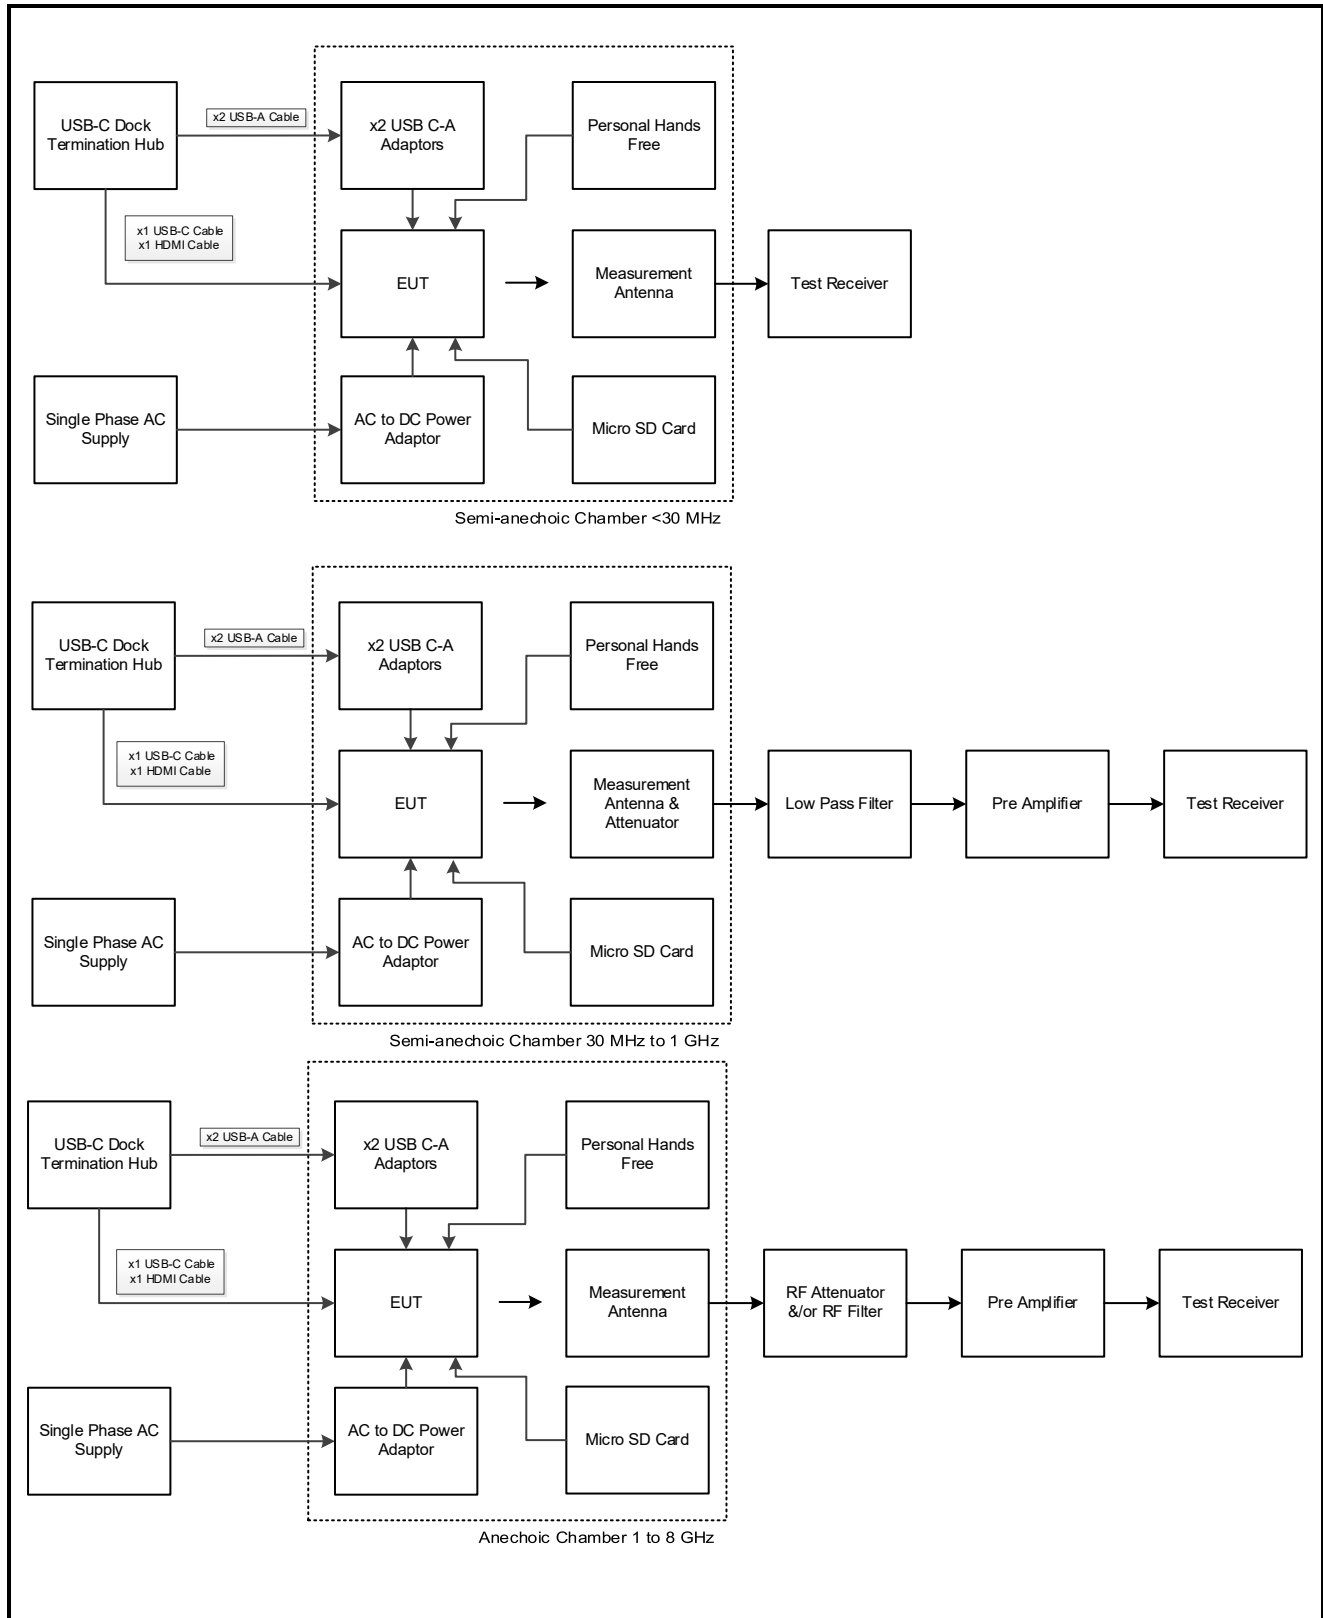 USB-C Dock
Termination Hub
x2 USB-A Cable
x2 USB C-A
Adaptors
Personal Hands
Free
x1 USB-C Cable
x1 HDMI Cable
EUT
Measurement
Antenna
Test Receiver
Single Phase AC
Supply
AC to DC Power
Adaptor
Micro SD Card
Semi-anechoic Chamber <30 MHz
USB-C Dock
Termination Hub
x2 USB-A Cable
x2 USB C-A
Adaptors
Personal Hands
Free
x1 USB-C Cable
x1 HDMI Cable
EUT
Measurement
Antenna &
Attenuator
Low Pass Filter
Pre Amplifier
Test Receiver
Single Phase AC
Supply
AC to DC Power
Adaptor
Micro SD Card
Semi-anechoic Chamber 30 MHz to 1 GHz
USB-C Dock
Termination Hub
x2 USB-A Cable
x2 USB C-A
Adaptors
Personal Hands
Free
x1 USB-C Cable
x1 HDMI Cable
EUT
Measurement
Antenna
RF Attenuator
&/or RF Filter
Pre Amplifier
Test Receiver
Single Phase AC
Supply
AC to DC Power
Adaptor
Micro SD Card
Anechoic Chamber 1 to 8 GHz